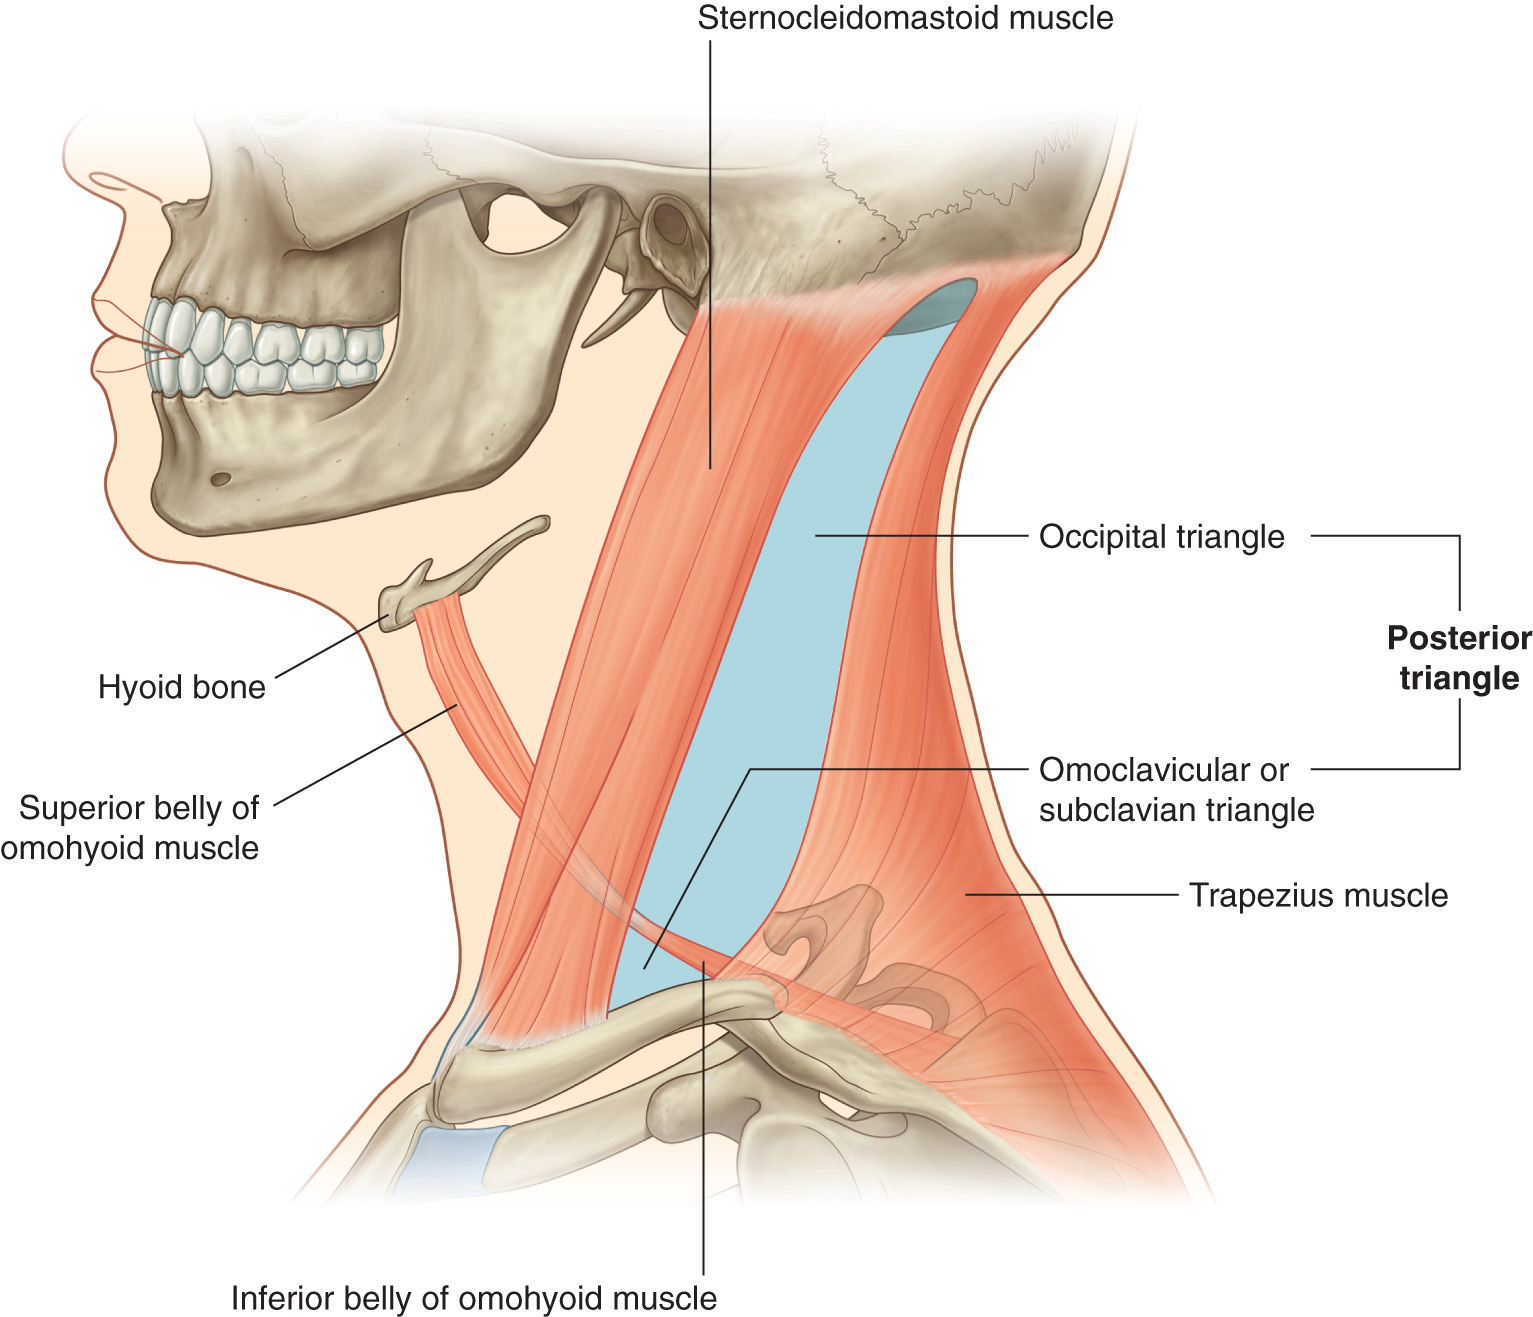 Sternocleidomastoid muscle
Occipital triangle
Posterior
triangle
Hyoid bone
Omoclavicular or
subclavian triangle
Superior belly of
omohyoid muscle
Trapezius muscle
Inferior belly of omohyoid muscle